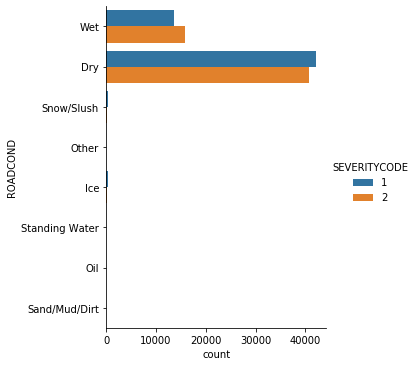 Wet
Dry
Snow/Slush
Other
Ice
Standing Water
Oil
Sand/Mud/Dirt
ROADCOND
0 10000 20000 30000 40000
count
SEVERITYCODE
1
2